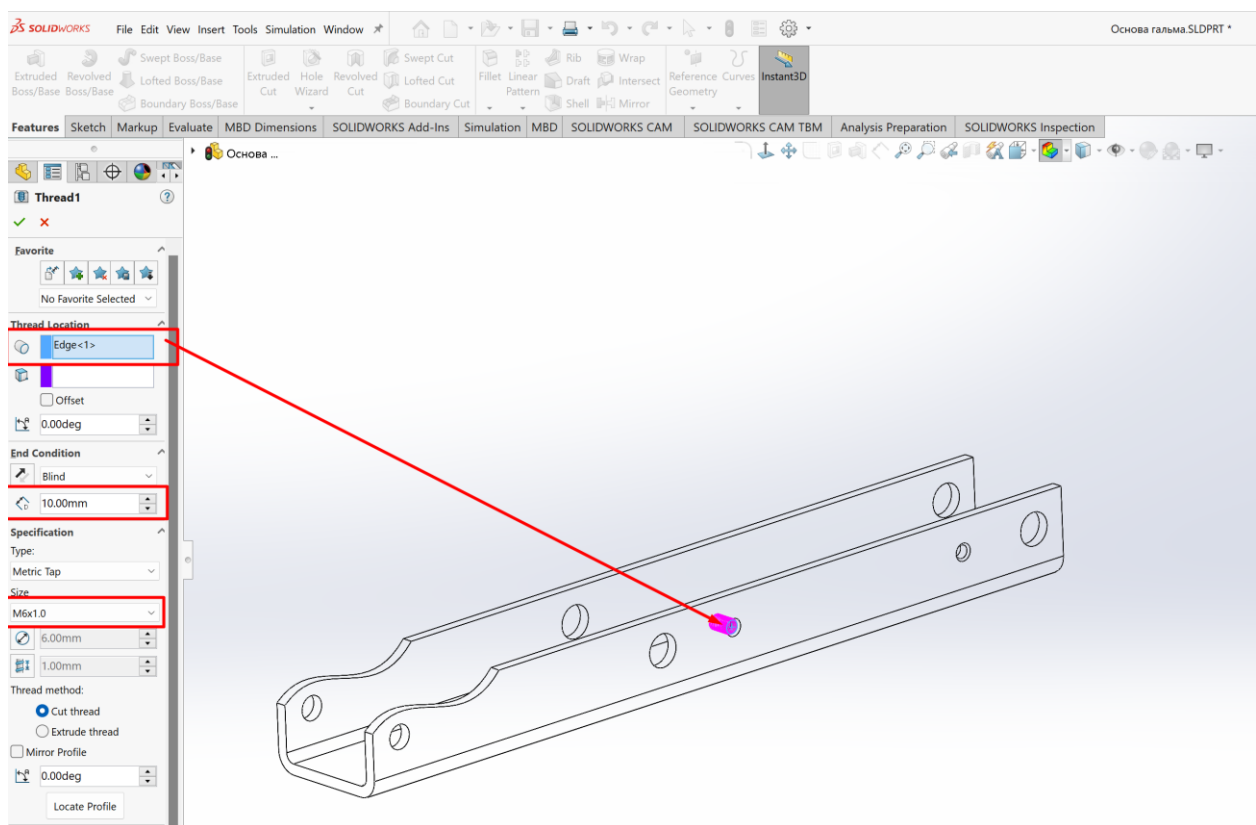 SOLIDWORKS File Edit View Insert Tools Simulation Window Основа гальма.SLDPRT *
Extruded Boss/Base
Revolved Boss/Base
Swept Boss/Base
Lofted Boss/Base
Boundary Boss/Base
Extruded Cut
Hole Wizard
Revolved Cut
Swept Cut
Lofted Cut
Boundary Cut
Fillet
Linear Pattern
Rib
Draft
Shell
Wrap
Intersect
Mirror
Reference Geometry
Curves
Instant3D
Features Sketch Markup Evaluate MBD Dimensions SOLIDWORKS Add-Ins Simulation MBD SOLIDWORKS CAM SOLIDWORKS CAM TBM Analysis Preparation SOLIDWORKS Inspection
Основа ...
Thread1
Favorite
No Favorite Selected
Thread Location
Edge<1>
Offset
0.00deg
End Condition
Blind
10.00mm
Specification
Type:
Metric Tap
Size
M6x1.0
6.00mm
1.00mm
Thread method:
Cut thread
Extrude thread
Mirror Profile
0.00deg
Locate Profile